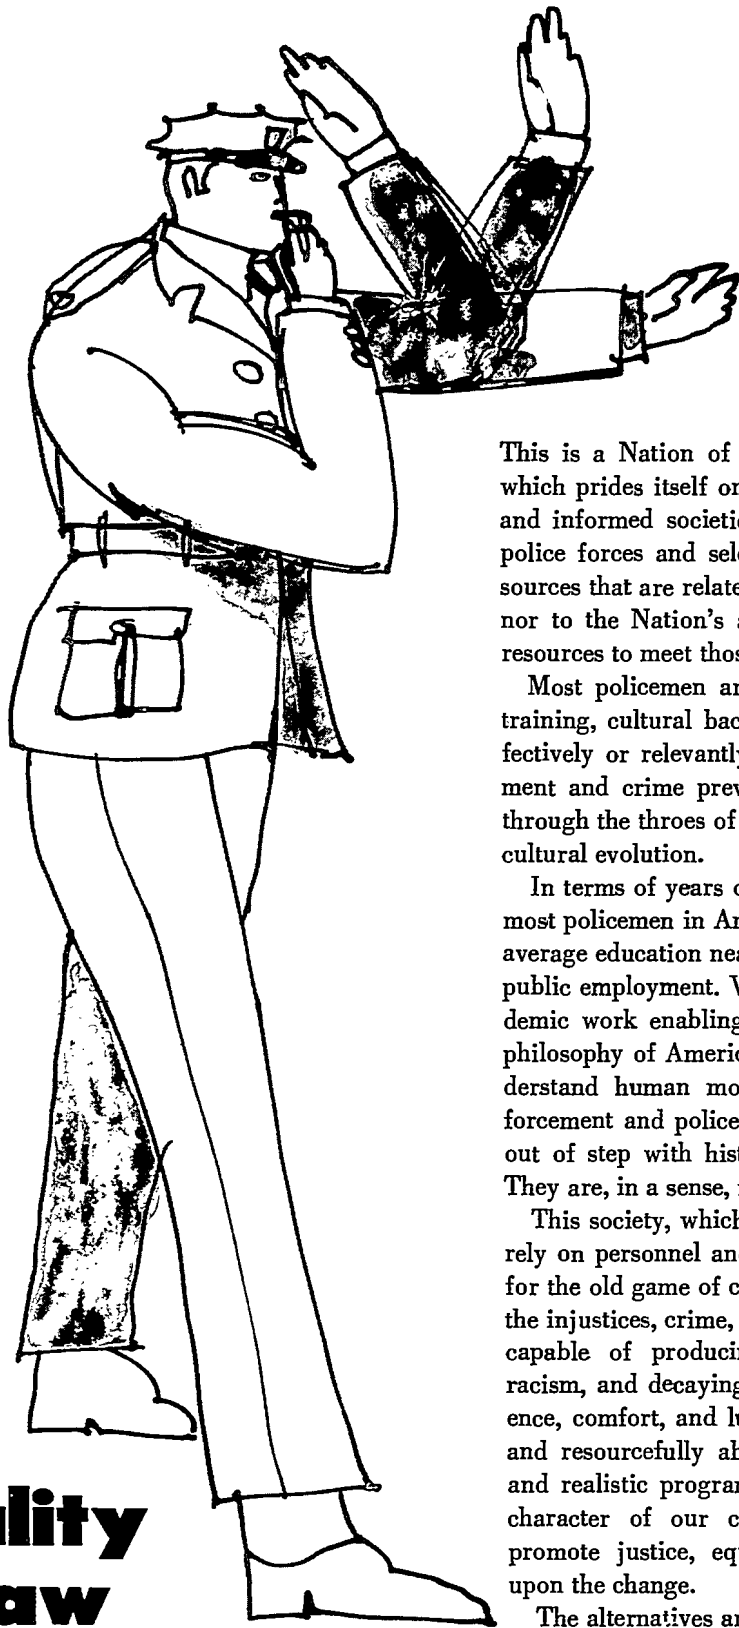 This is a Nation of
which prides itself or
and informed societi
police forces and sel
sources that are relate
nor to the Nation's
resources to meet thos
Most policemen ar
training, cultural bac
fectively or relevantly
ment and crime prev
through the throes of
cultural evolution.
In terms of years
most policemen in A
average education nea
public employment.
demic work enabling
philosophy of Americ
derstand human mo
forcement and police
out of step with hist
They are, in a sense,
This society, which
rely on personnel an
for the old game of c
the injustices, crime,
capable of produci
racism, and decaying
ence, comfort, and l
and resourcefully a
and realistic program
character of our c
promote justice, eq
upon the change.
The alternatives a
lity
aw